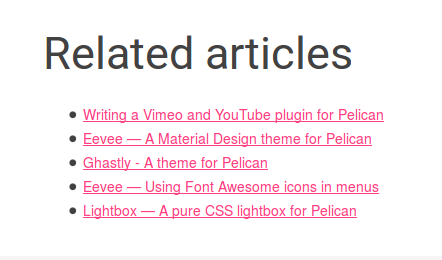 Related articles
Writing a Vimeo and YouTube plugin for Pelican
Eevee — A Material Design theme for Pelican
Ghastly - A theme for Pelican
Eevee — Using Font Awesome icons in menus
Lightbox — A pure CSS lightbox for Pelican